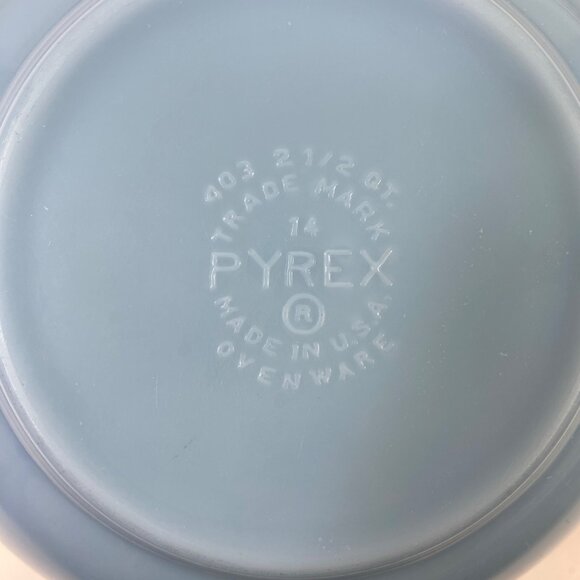 403 2 1/2 QT.
TRADE MARK
14
PYREX
®
MADE IN U.S.A.
OVENWARE